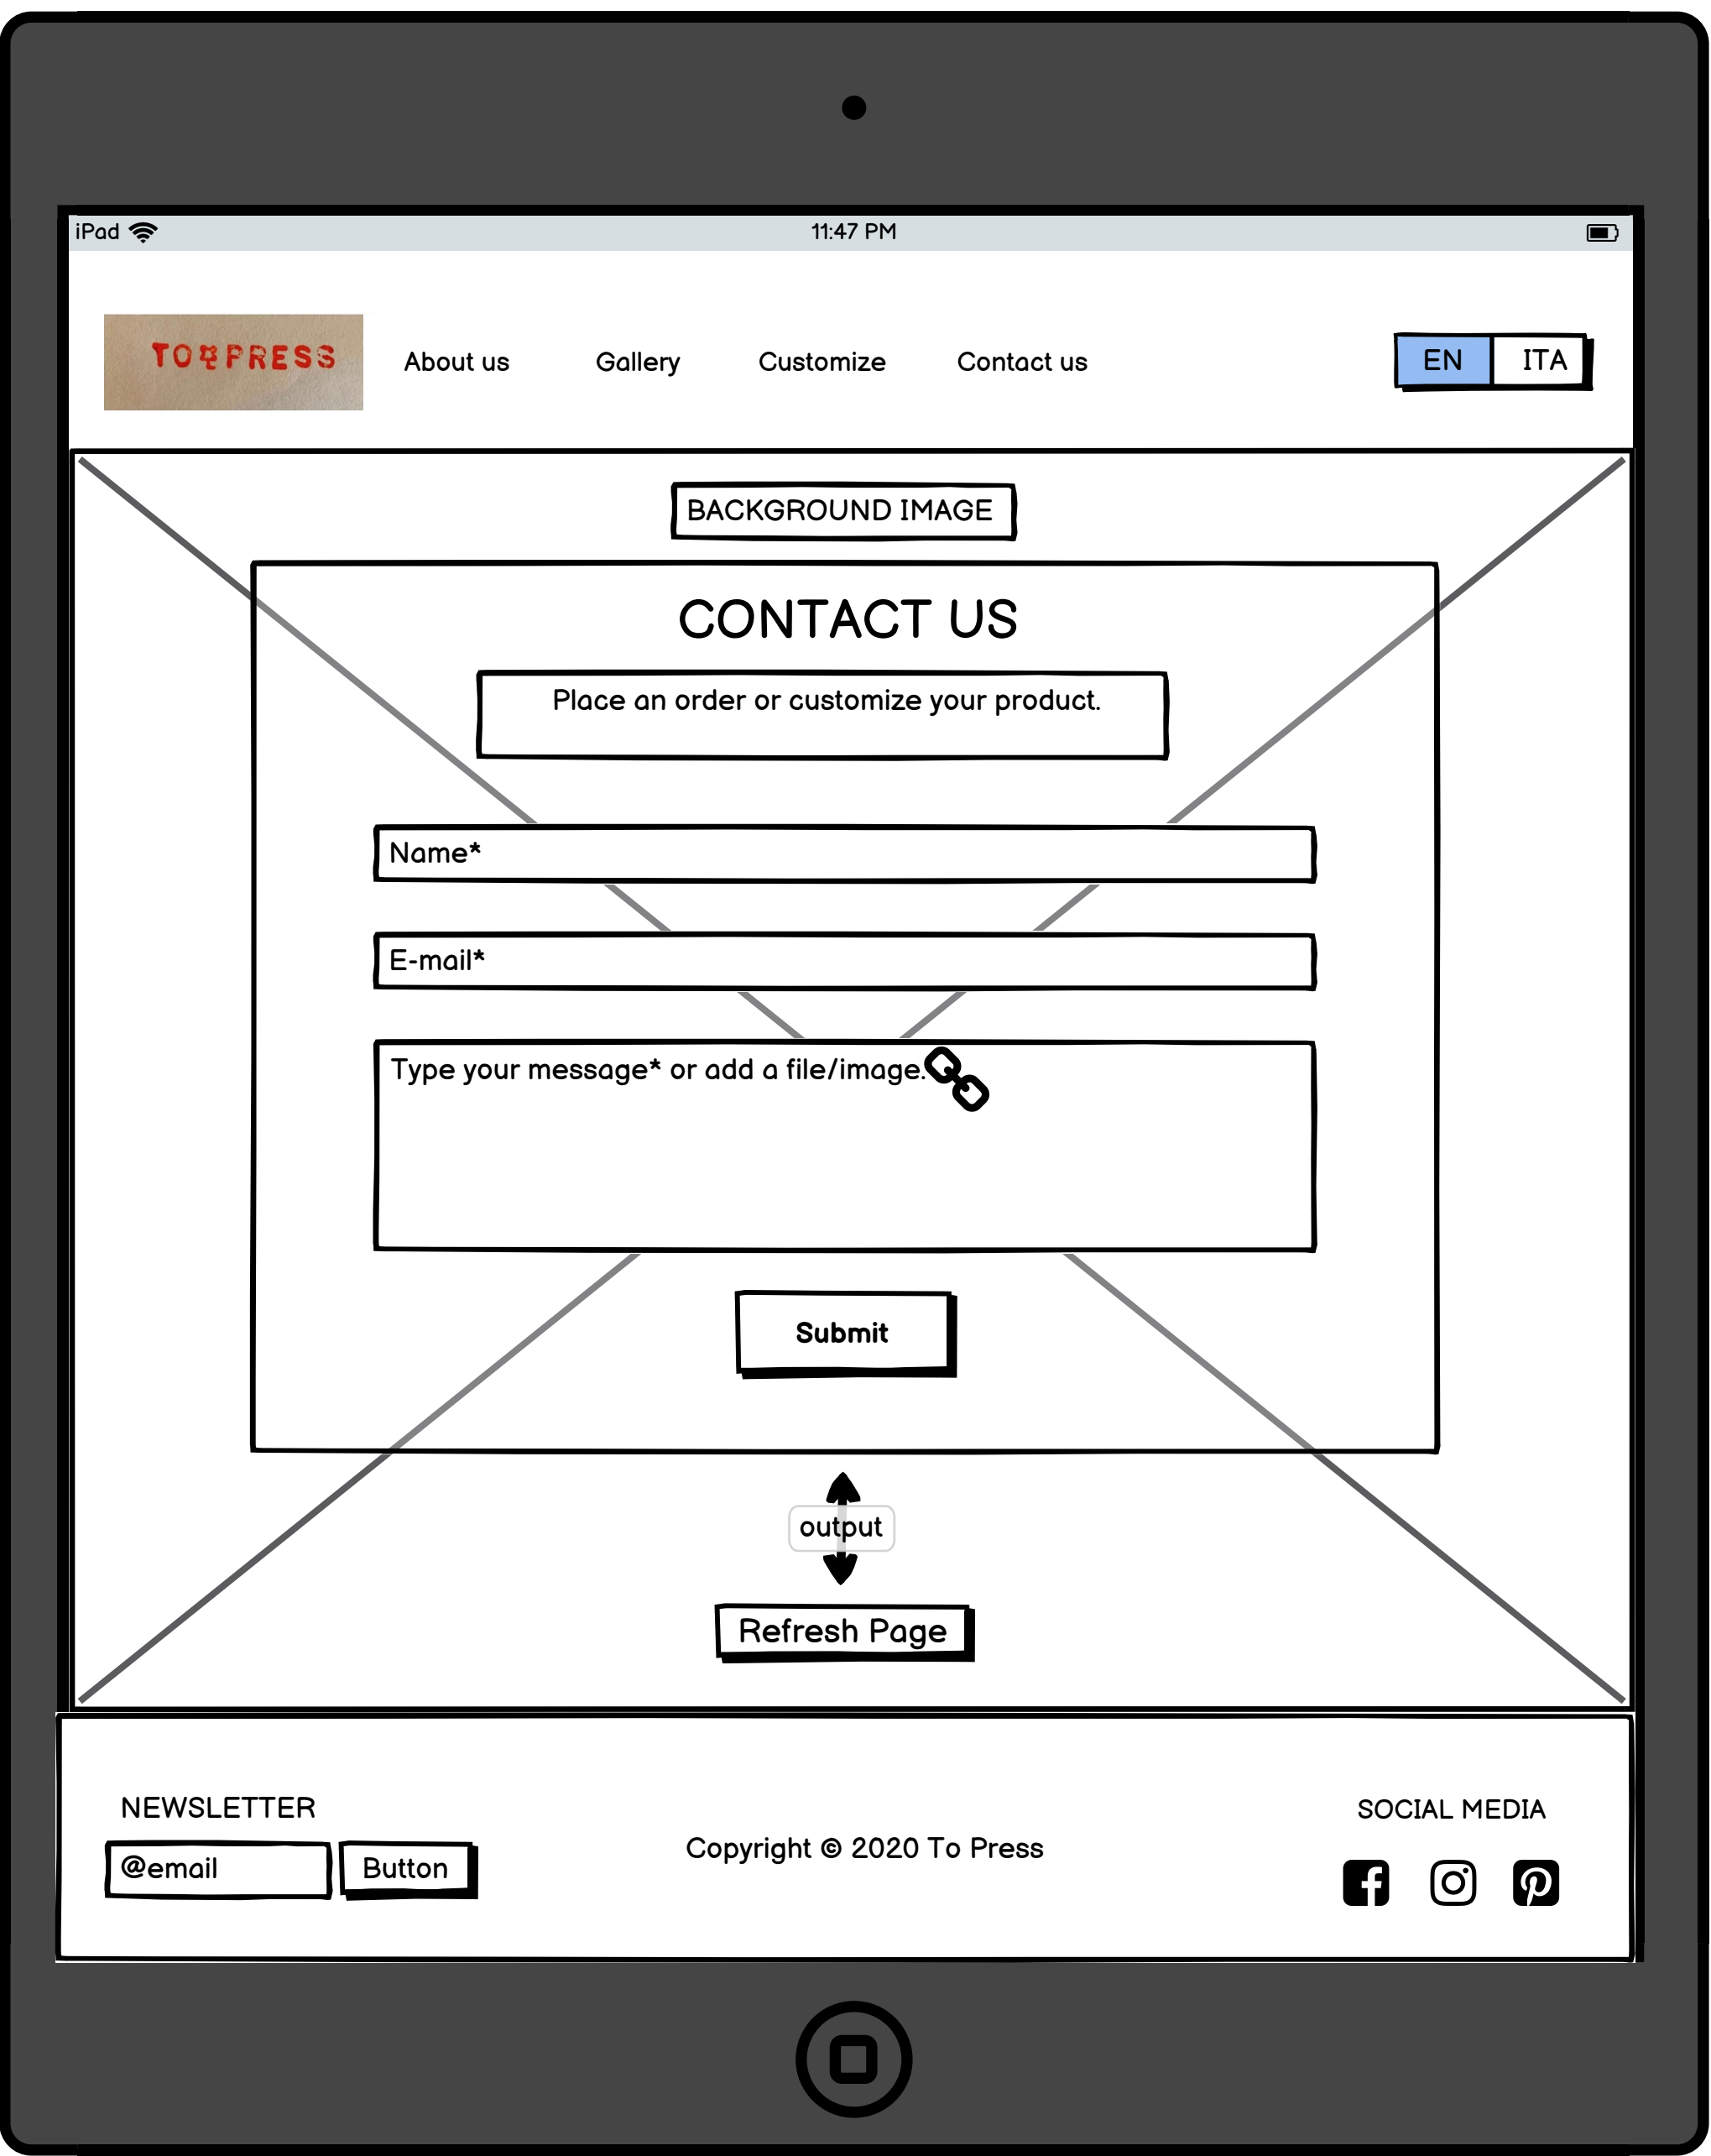 iPad 11:47 PM
TO PRESS About us Gallery Customize Contact us EN ITA
BACKGROUND IMAGE
CONTACT US
Place an order or customize your product.
Name*
E-mail*
Type your message* or add a file/image.
Submit
output
Refresh Page
NEWSLETTER
@email Button
Copyright © 2020 To Press
SOCIAL MEDIA